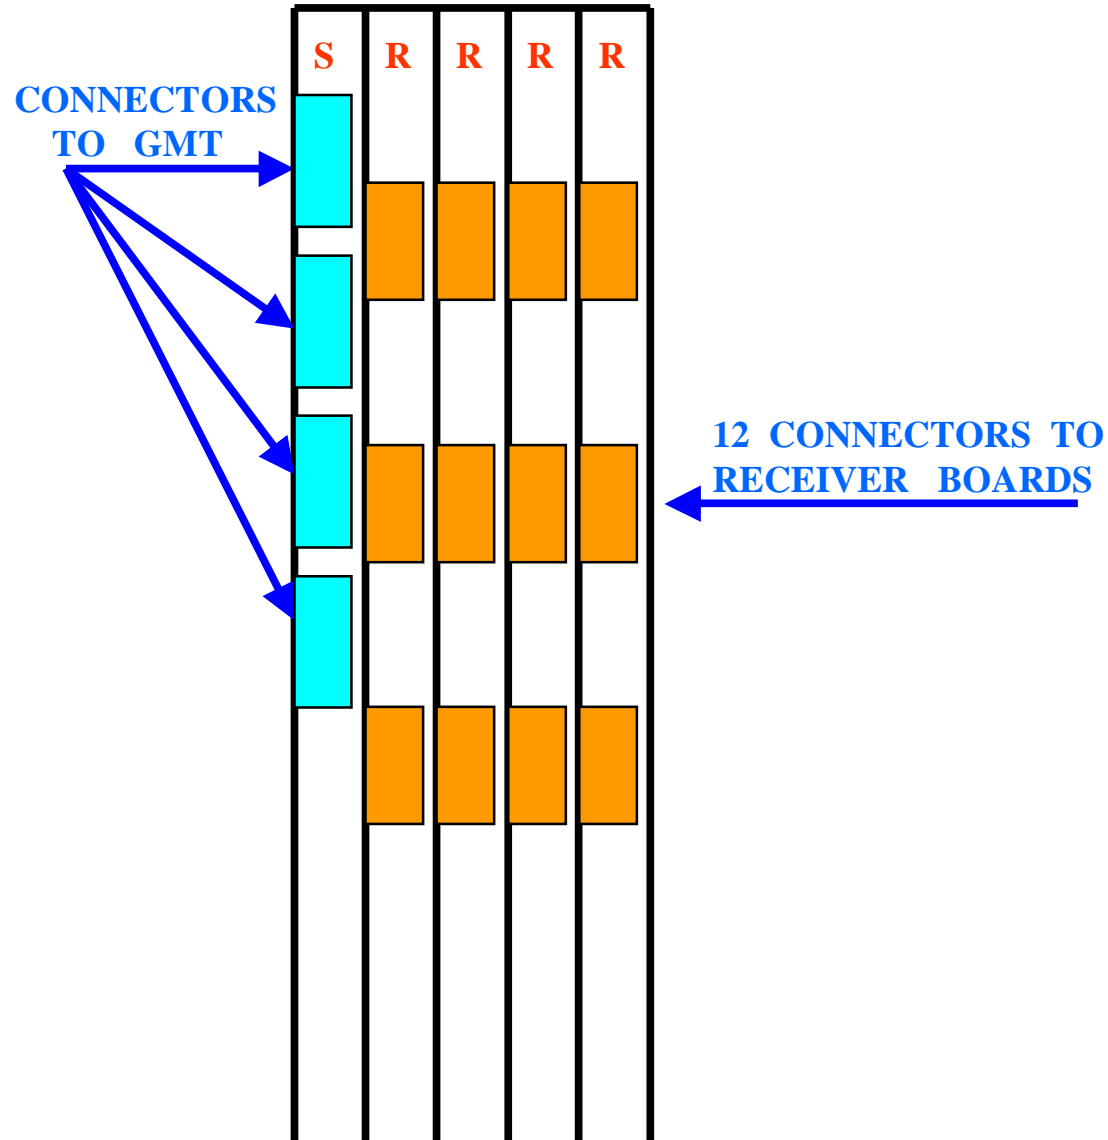 S R R R R
CONNECTORS
TO GMT
12 CONNECTORS TO
RECEIVER BOARDS